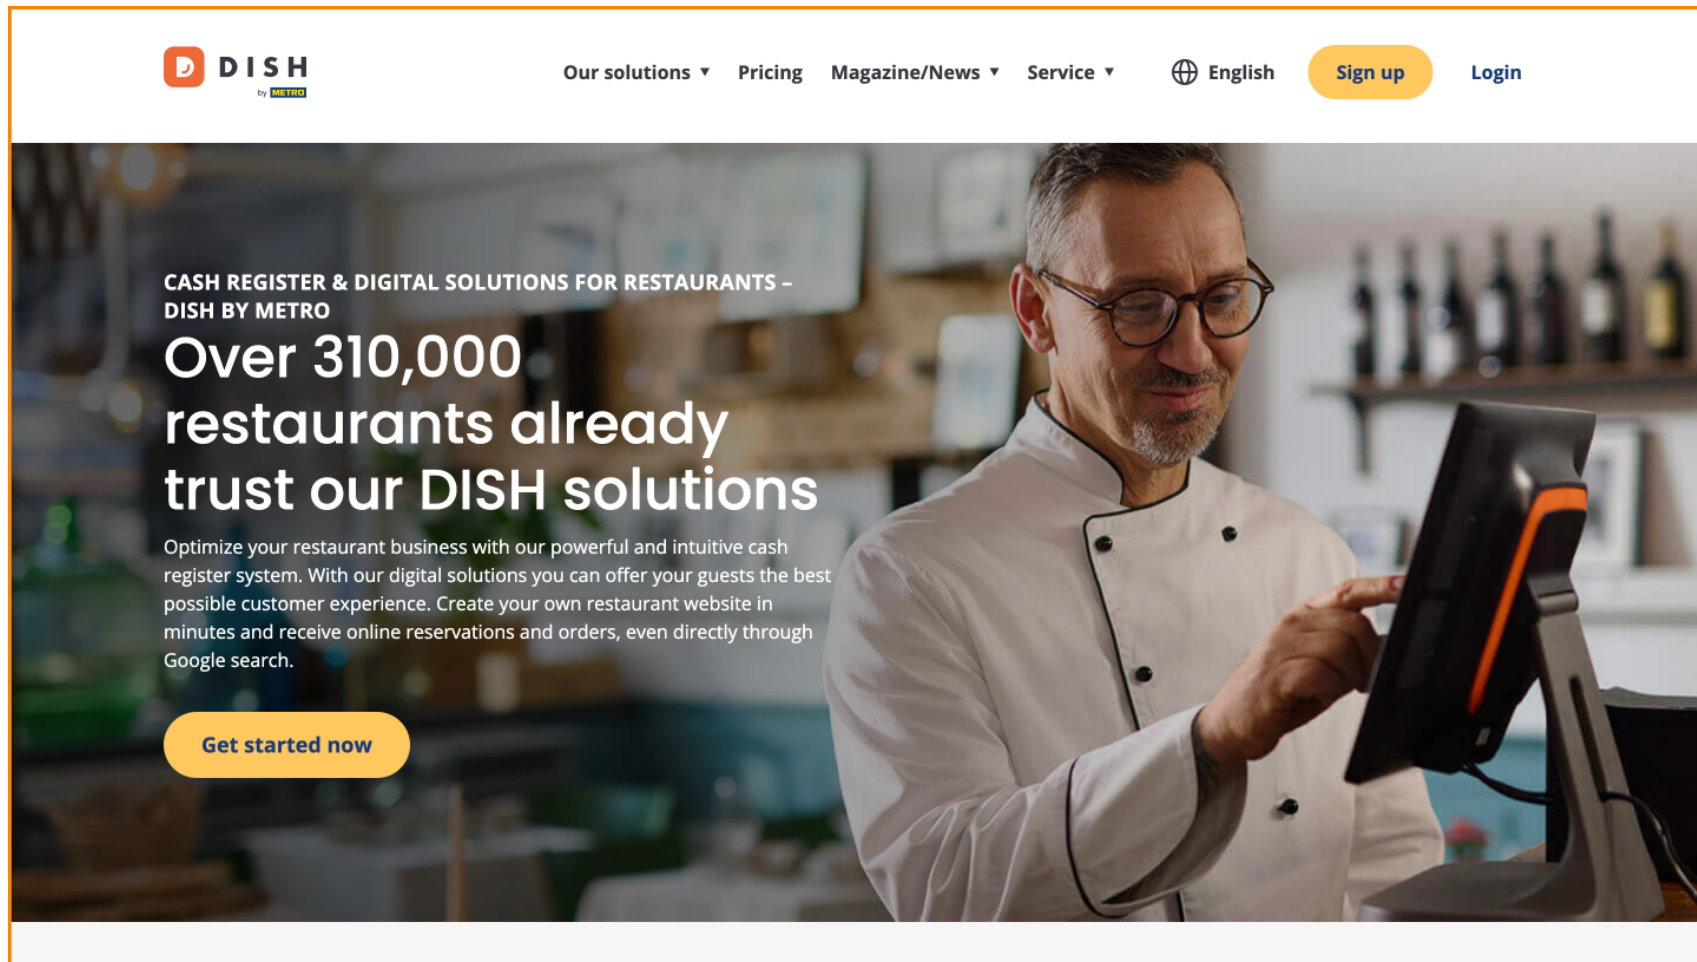 DISH
by METRO
Our solutions ▼ Pricing Magazine/News ▼ Service ▼ English Sign up Login
CASH REGISTER & DIGITAL SOLUTIONS FOR RESTAURANTS –
DISH BY METRO
Over 310,000
restaurants already
trust our DISH solutions
Optimize your restaurant business with our powerful and intuitive cash
register system. With our digital solutions you can offer your guests the best
possible customer experience. Create your own restaurant website in
minutes and receive online reservations and orders, even directly through
Google search.
Get started now